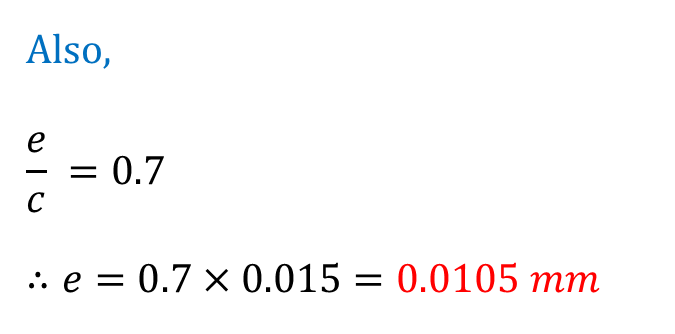 Also,
e/c = 0.7
∴ e = 0.7 × 0.015 = 0.0105 mm